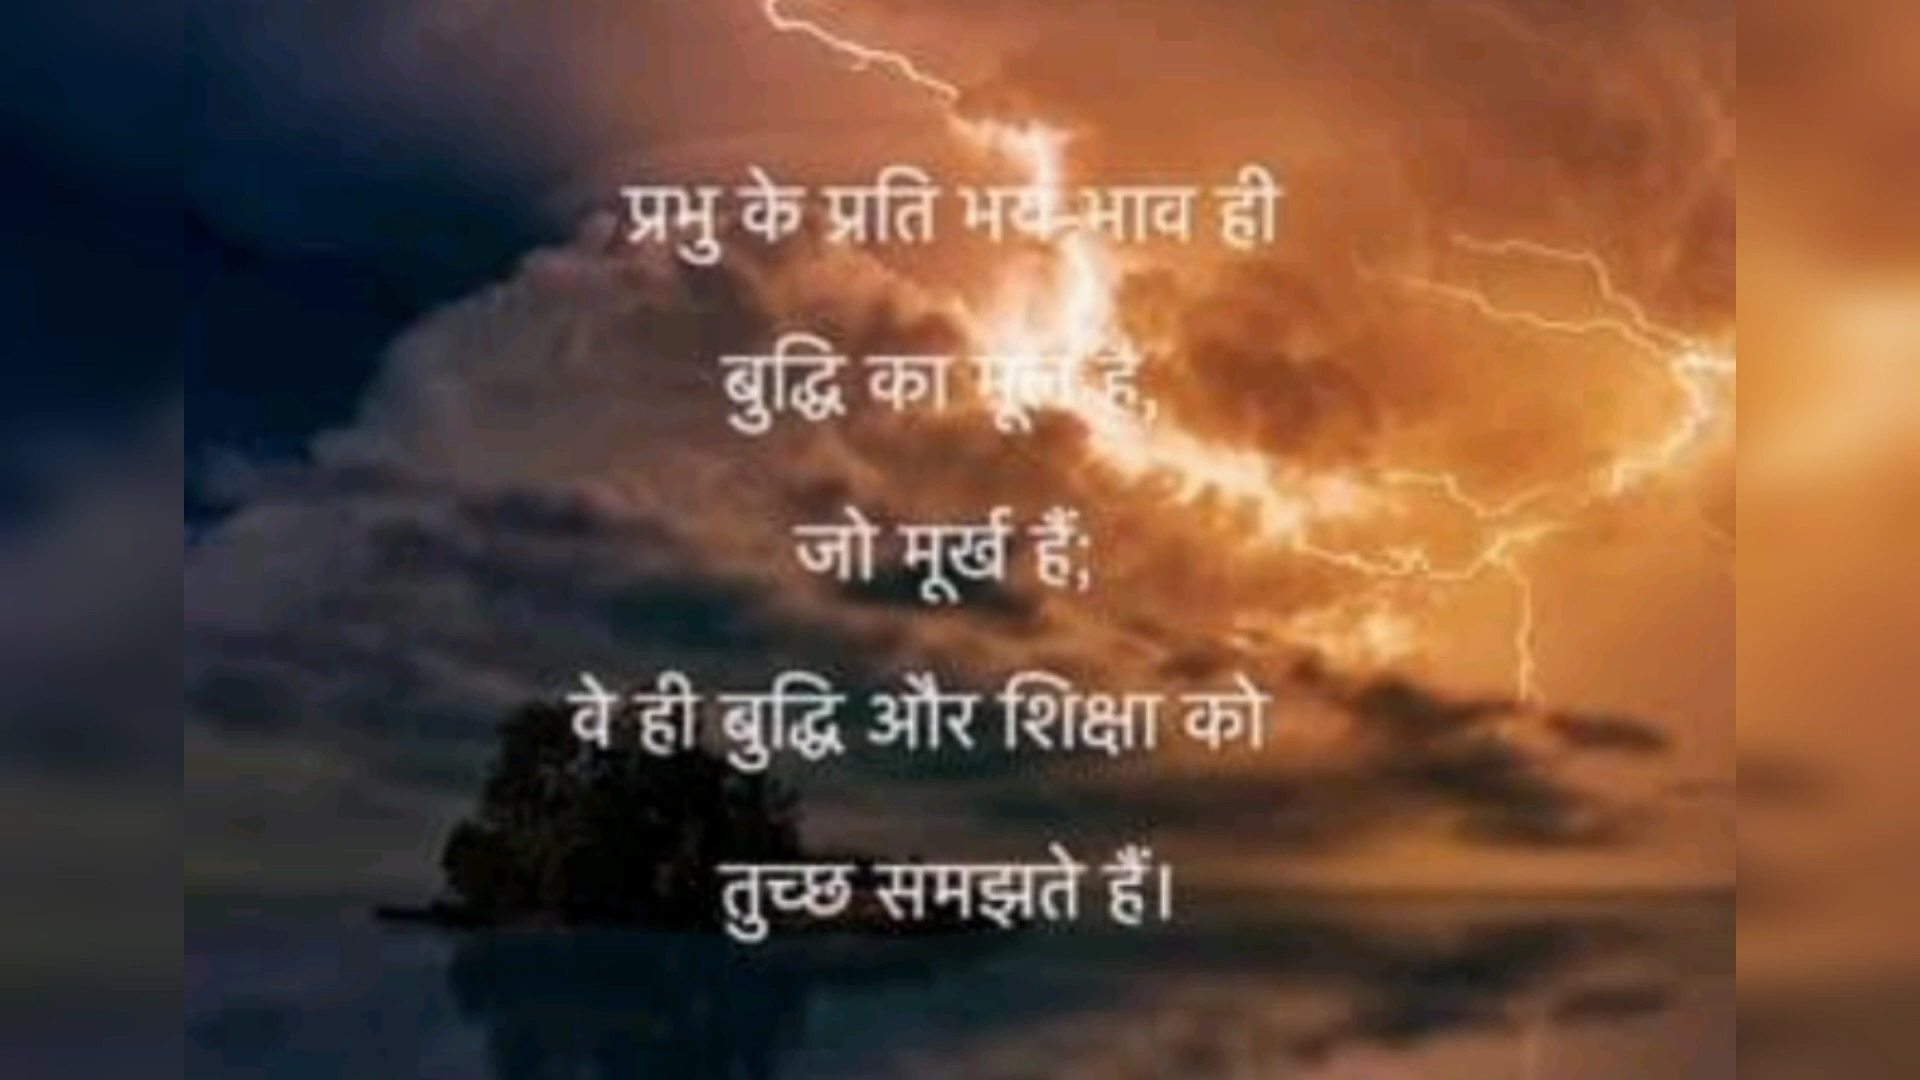 प्रभु के प्रति भय-भाव ही
बुद्धि का मूल है,
जो मूर्ख हैं;
वे ही बुद्धि और शिक्षा को
तुच्छ समझते हैं।